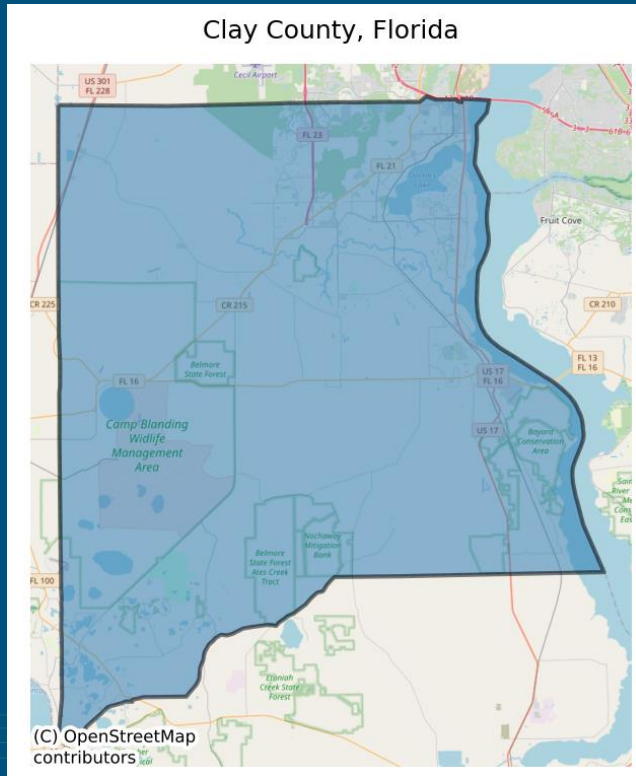 Clay County, Florida
Cecil Airport
US 301
FL 228
FL 23
FL 21
Fruit Cove
CR 225
CR 215
CR 210
Belmore
State Forest
FL 13
FL 16
US 17
FL 16
FL 16
Camp Blanding
Widlife
Management
Area
US 17
Bayard
Conservation
Area
Belmore
State Forest
Ates Creek
Tract
Nochaway
Mitigation
Bank
FL 100
Etoniah
Creek State
Forest
(C) OpenStreetMap
contributors